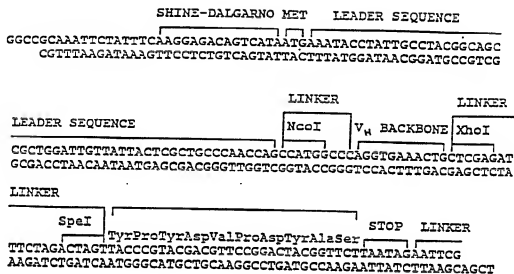 SHINE-DALGARNO MET LEADER SEQUENCE
GGCCGCAAATTCTATTTCAAGGAGACAGTCATAATGAAATACCTATTGCCTACGGCAGC
CGTTTAAGATAAAGTTCCTCTGTCAGTATTACTTTATGGATAACGGATGCCGTCG
LINKER LINKER
LEADER SEQUENCE NcoI VH BACKBONE XhoI
CGCTGGATTGTTATTACTCGCTGCCCAACCAGCCATGGCCCAGGTGAAACTGCTCGAGAT
GCGACCTAACAATAATGAGCGACGGGTTGGTCGGTACCGGGTCCACTTTGACGAGCTCTA
LINKER
SpeI TyrProTyrAspValProAspTyrAlaSer STOP LINKER
TTCTAGACTAGTTACCCGTACGACGTTCCGGACTACGGTTCTTAATAGAATTCG
AAGATCTGATCAATGGGCATGCTGCAAGGCCTGATGCCAAGAATTATCTTAAGCAGCT